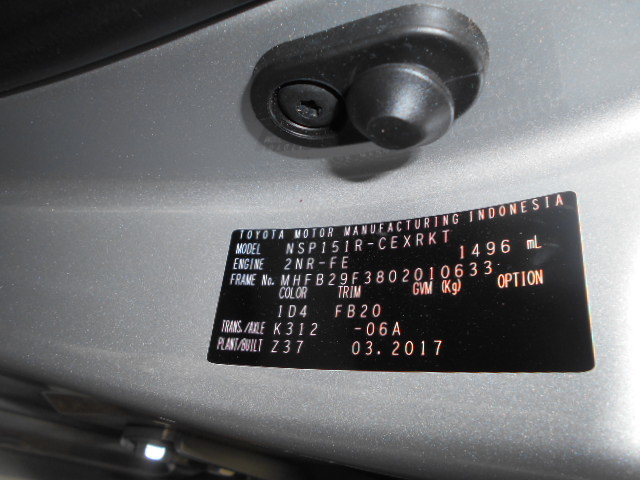 TOYOTA MOTOR MANUFACTURING INDONESIA
MODEL NSP151R-CEXRKT
ENGINE 2NR-FE 1496 mL
FRAME No. MHFB29F3802010633
COLOR TRIM GVM (Kg) OPTION
1D4 FB20
TRANS./AXLE K312 -06A
PLANT/BUILT Z37 03.2017